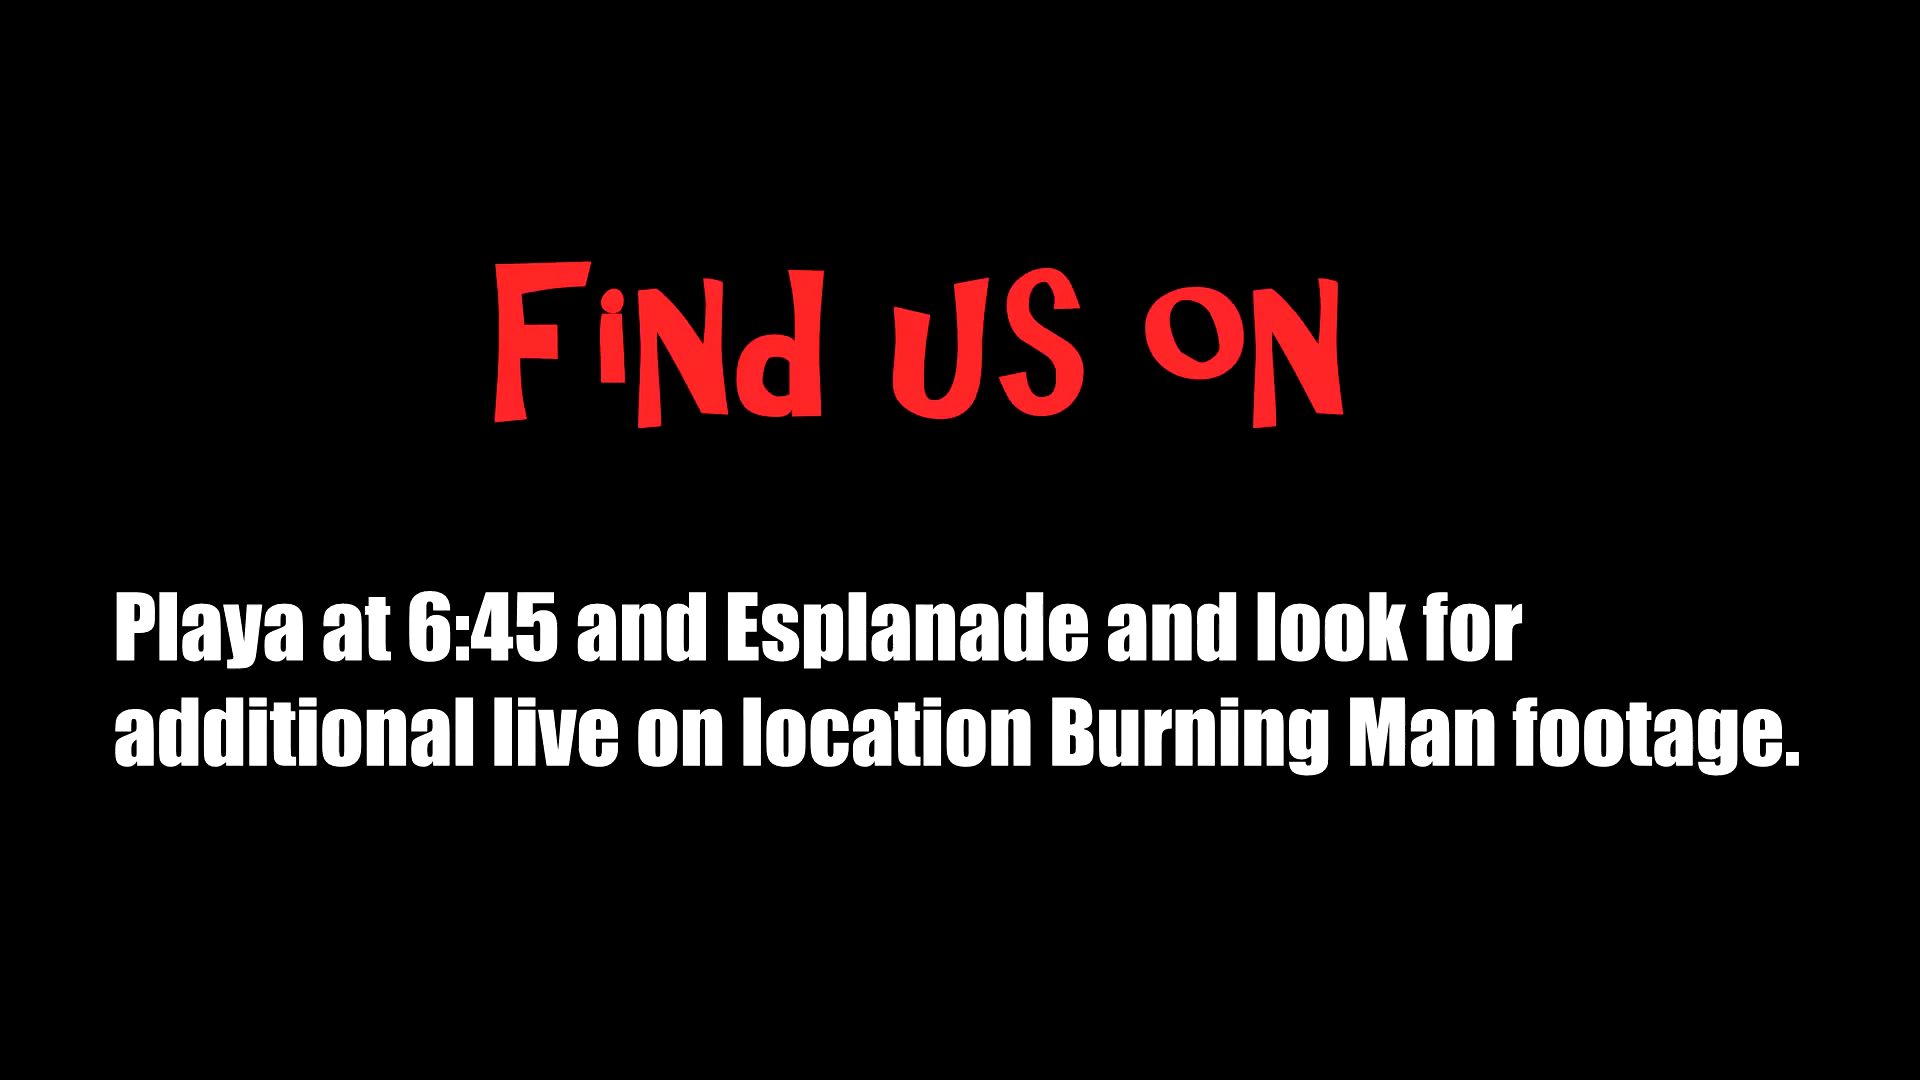 Find US ON
Playa at 6:45 and Esplanade and look for
additional live on location Burning Man footage.